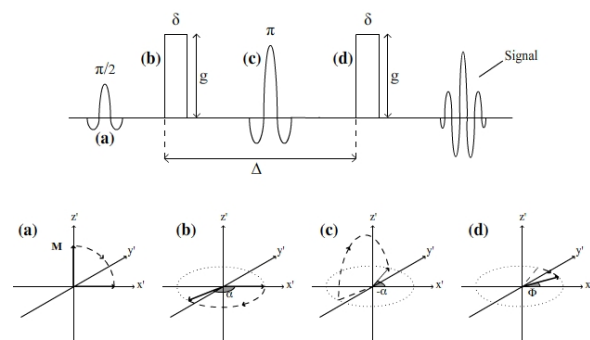 δ δ
π
(b) (c) (d)
π/2
g g
Signal
(a)
Δ
(a) z' (b) z' (c) z' (d) z'
M y' y' y' y'
x' x' x' x
α -α Φ